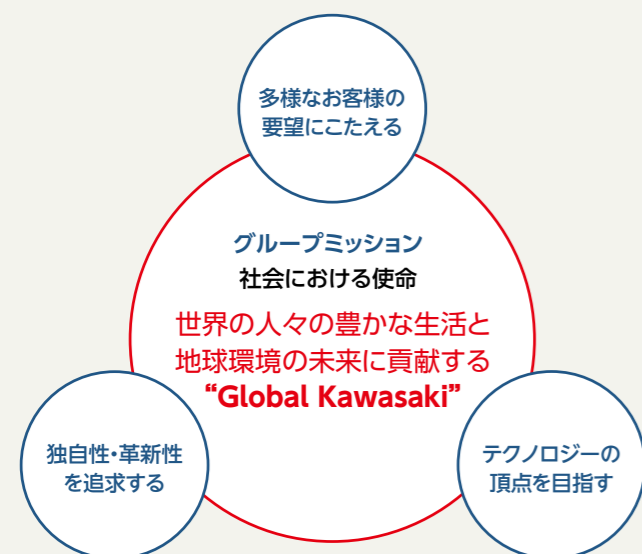 多様なお客様の
要望にこたえる
グループミッション
社会における使命
世界の人々の豊かな生活と
地球環境の未来に貢献する
“Global Kawasaki”
独自性・革新性
を追求する
テクノロジーの
頂点を目指す